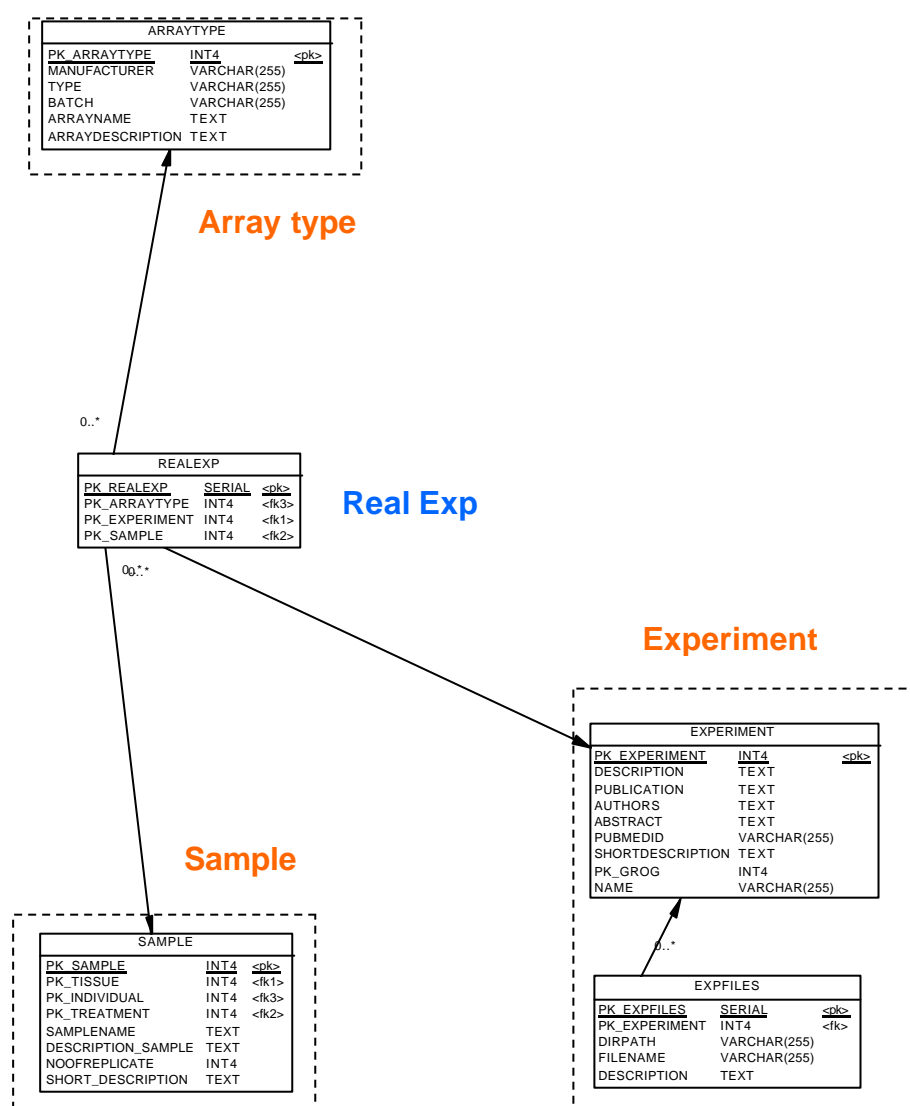 ARRAYTYPE
PK_ARRAYTYPE INT4 <pk>
MANUFACTURER VARCHAR(255)
TYPE VARCHAR(255)
BATCH VARCHAR(255)
ARRAYNAME TEXT
ARRAYDESCRIPTION TEXT
Array type
0..*
REALEXP
PK_REALEXP SERIAL <pk>
PK_ARRAYTYPE INT4 <fk3>
PK_EXPERIMENT INT4 <fk1>
PK_SAMPLE INT4 <fk2>
Real Exp
0..*
0..*
Experiment
EXPERIMENT
PK_EXPERIMENT INT4 <pk>
DESCRIPTION TEXT
PUBLICATION TEXT
AUTHORS TEXT
ABSTRACT TEXT
PUBMEDID VARCHAR(255)
SHORTDESCRIPTION TEXT
PK_GROG INT4
NAME VARCHAR(255)
Sample
SAMPLE
PK_SAMPLE INT4 <pk>
PK_TISSUE INT4 <fk1>
PK_INDIVIDUAL INT4 <fk3>
PK_TREATMENT INT4 <fk2>
SAMPLENAME TEXT
DESCRIPTION_SAMPLE TEXT
NOOFREPLICATE INT4
SHORT_DESCRIPTION TEXT
0..*
EXPFILES
PK_EXPFILES SERIAL <pk>
PK_EXPERIMENT INT4 <fk>
DIRPATH VARCHAR(255)
FILENAME VARCHAR(255)
DESCRIPTION TEXT